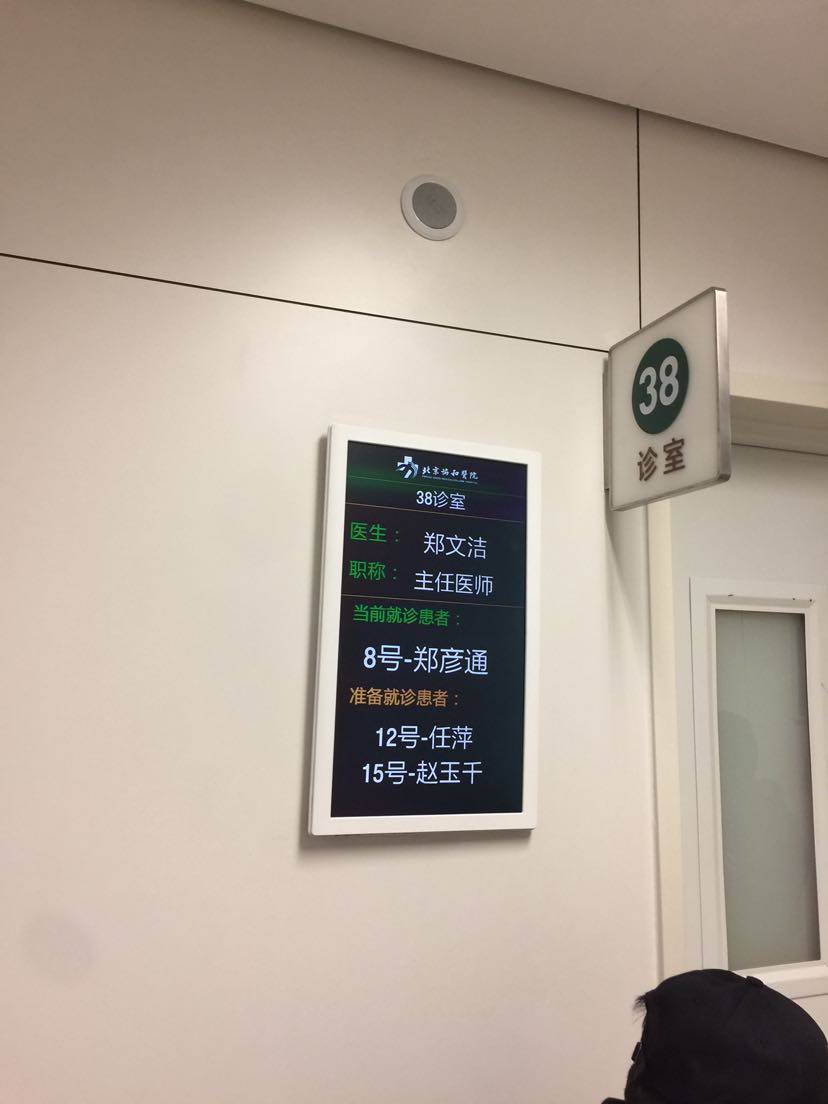 北京协和医院
38诊室
医生：郑文洁
职称：主任医师
当前就诊患者：
8号-郑彦通
准备就诊患者：
12号-任萍
15号-赵玉千
38
诊室